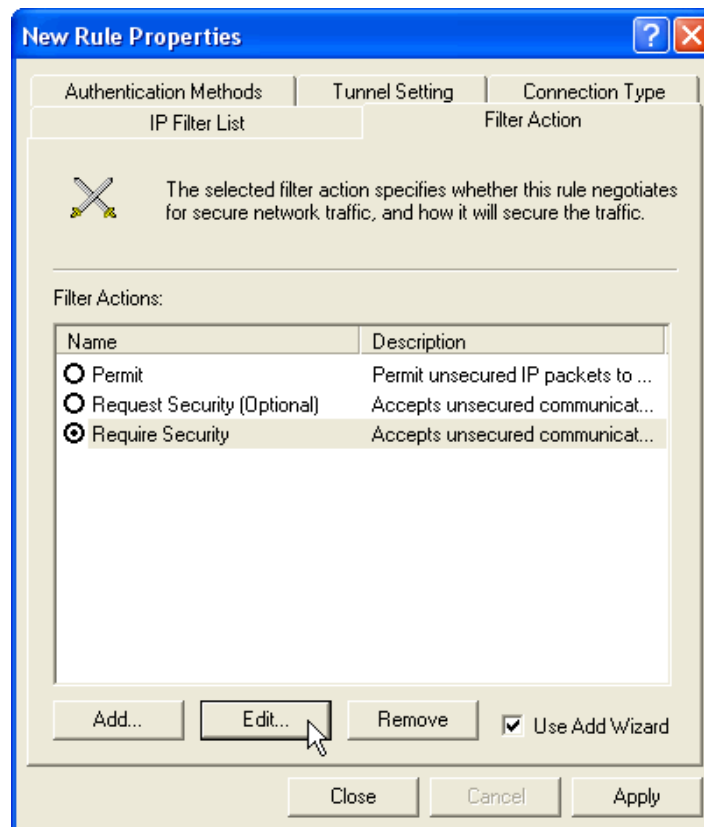 New Rule Properties
Authentication Methods Tunnel Setting Connection Type
IP Filter List Filter Action
The selected filter action specifies whether this rule negotiates
for secure network traffic, and how it will secure the traffic.
Filter Actions:
Name Description
Permit Permit unsecured IP packets to ...
Request Security (Optional) Accepts unsecured communicat...
Require Security Accepts unsecured communicat...
Add... Edit... Remove Use Add Wizard
Close Cancel Apply